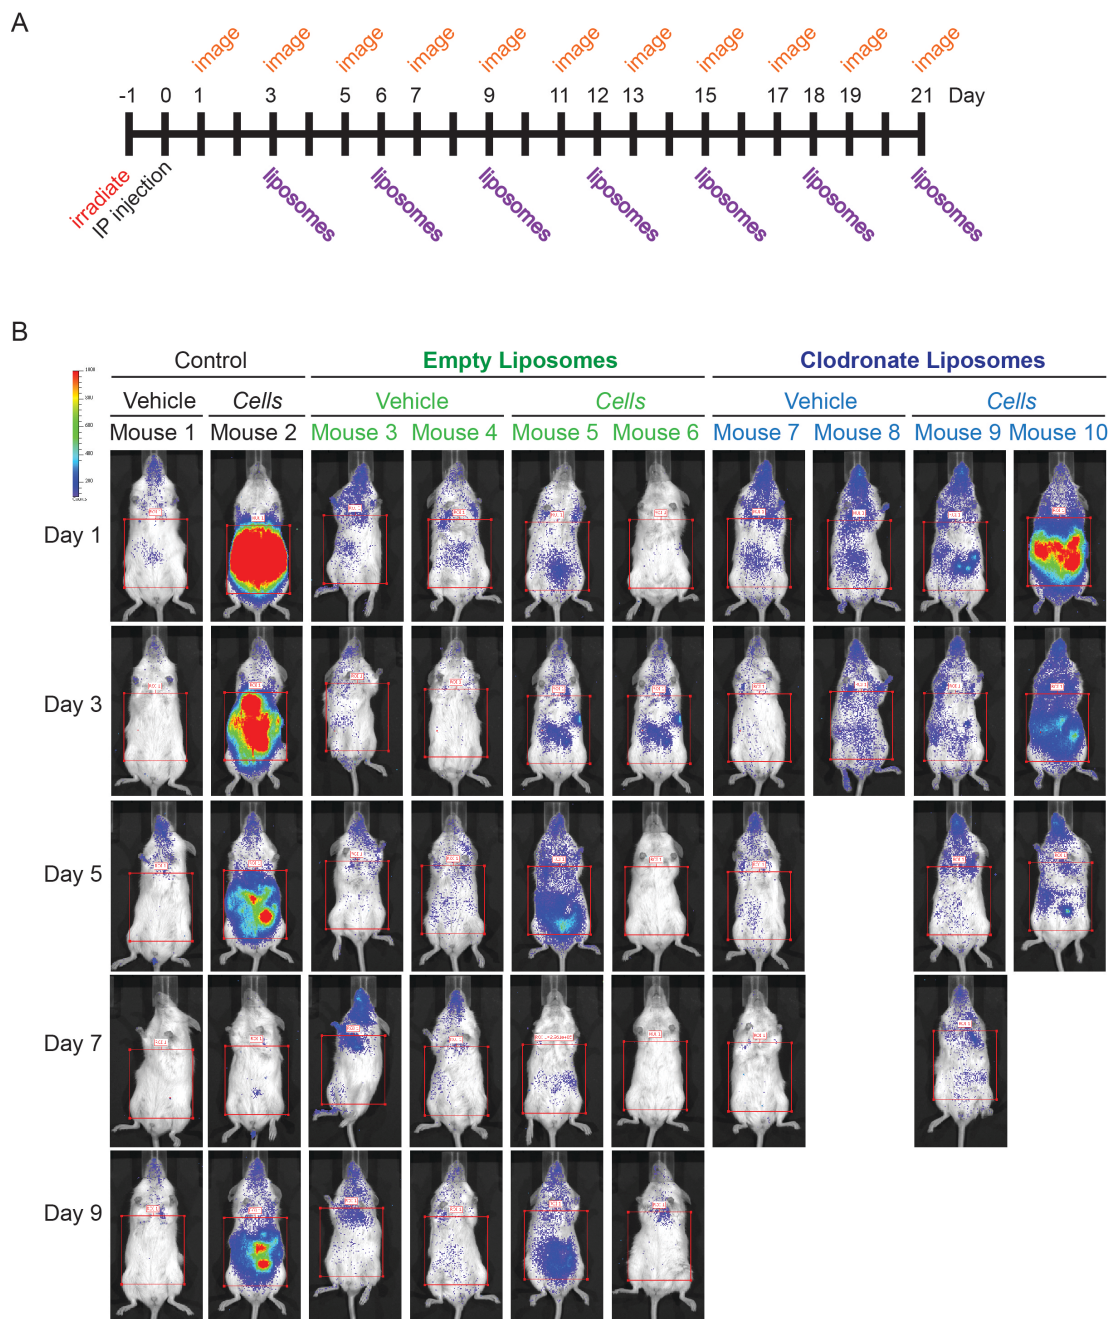 A
image image image image image image image image image image image
-1 0 1 3 5 6 7 9 11 12 13 15 17 18 19 21 Day
irradiate
IP injection
liposomes liposomes liposomes liposomes liposomes liposomes liposomes
B
Control Empty Liposomes Clodronate Liposomes
Vehicle Cells Vehicle Cells Vehicle Cells
Mouse 1 Mouse 2 Mouse 3 Mouse 4 Mouse 5 Mouse 6 Mouse 7 Mouse 8 Mouse 9 Mouse 10
Day 1
Day 3
Day 5
Day 7
Day 9